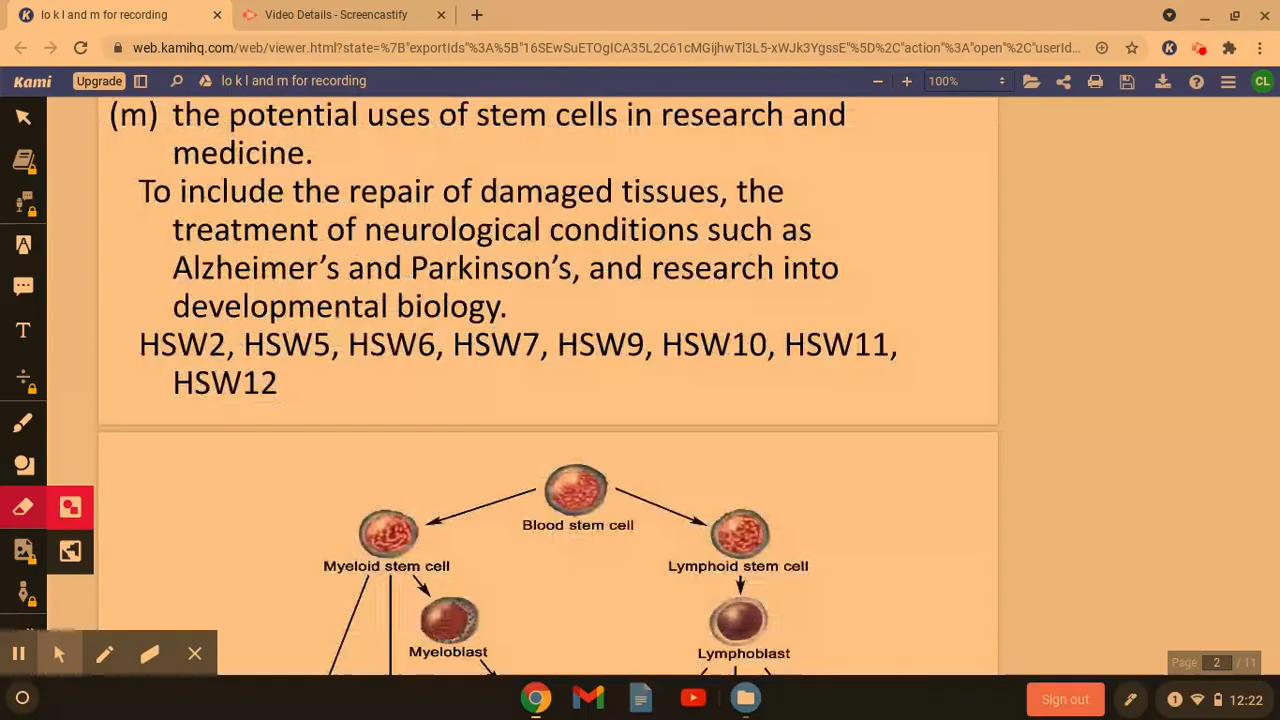 lo k l and m for recording
Video Details - Screencastify
web.kamihq.com/web/viewer.html?state=%7B"exportIds"%3A%5B"16SEwSuETOgICA35L2C61cMGijhwTl3L5-xWJk3YgssE"%5D%2C"action"%3A"open"%2C"userId...
Kami Upgrade lo k l and m for recording 100% CL
(m) the potential uses of stem cells in research and
medicine.
To include the repair of damaged tissues, the
treatment of neurological conditions such as
Alzheimer's and Parkinson's, and research into
developmental biology.
HSW2, HSW5, HSW6, HSW7, HSW9, HSW10, HSW11,
HSW12
Blood stem cell
Myeloid stem cell Lymphoid stem cell
Myeloblast Lymphoblast
Page 2 / 11
Sign out 1 12:22